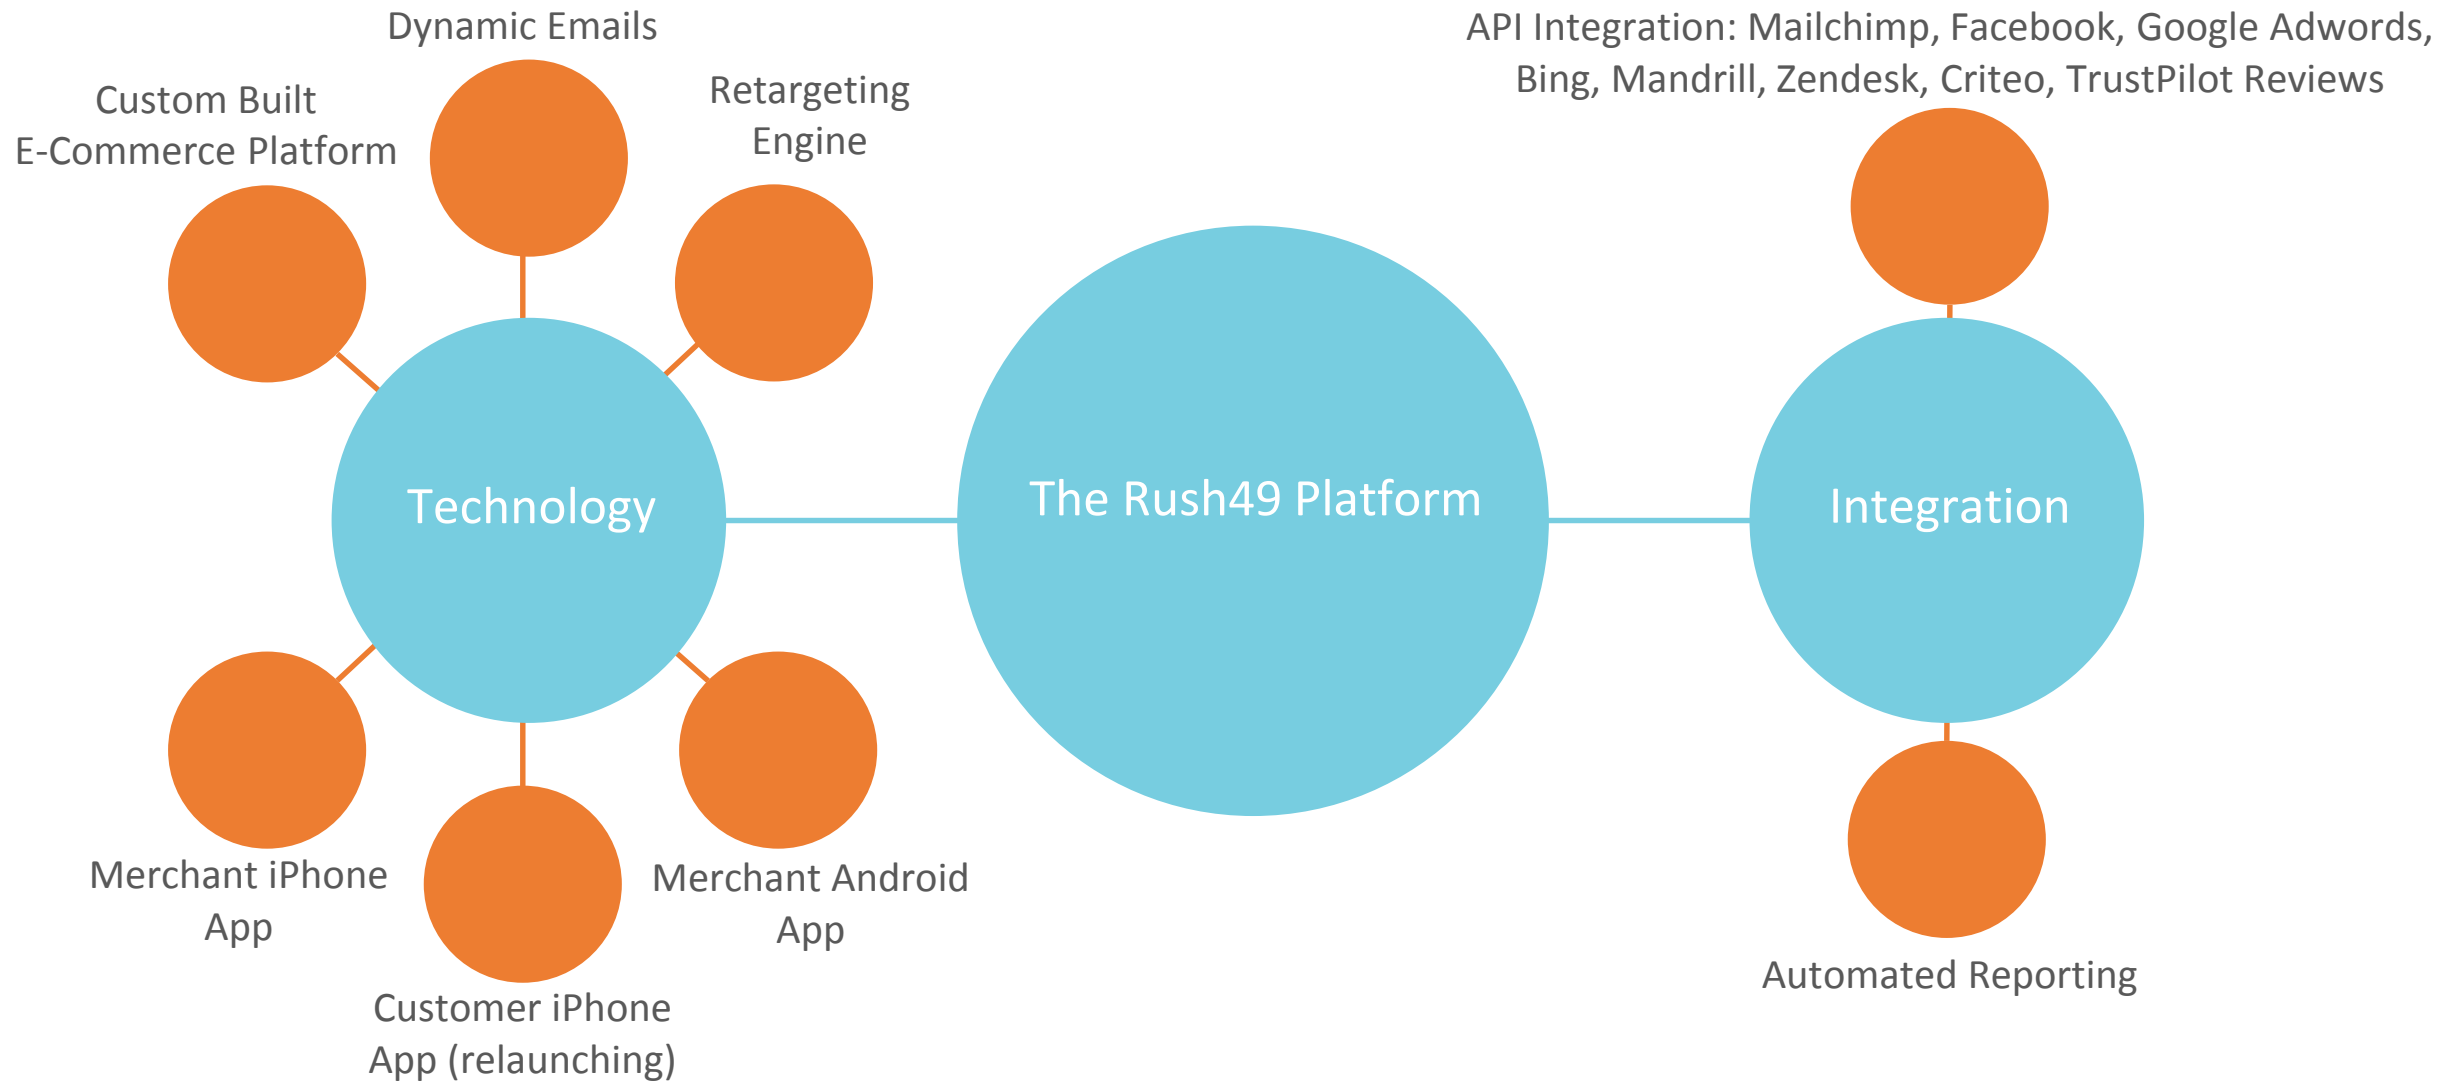 Dynamic Emails
Custom Built
E-Commerce Platform
Retargeting
Engine
Technology
Merchant iPhone
App
Customer iPhone
App (relaunching)
Merchant Android
App
The Rush49 Platform
API Integration: Mailchimp, Facebook, Google Adwords,
Bing, Mandrill, Zendesk, Criteo, TrustPilot Reviews
Integration
Automated Reporting